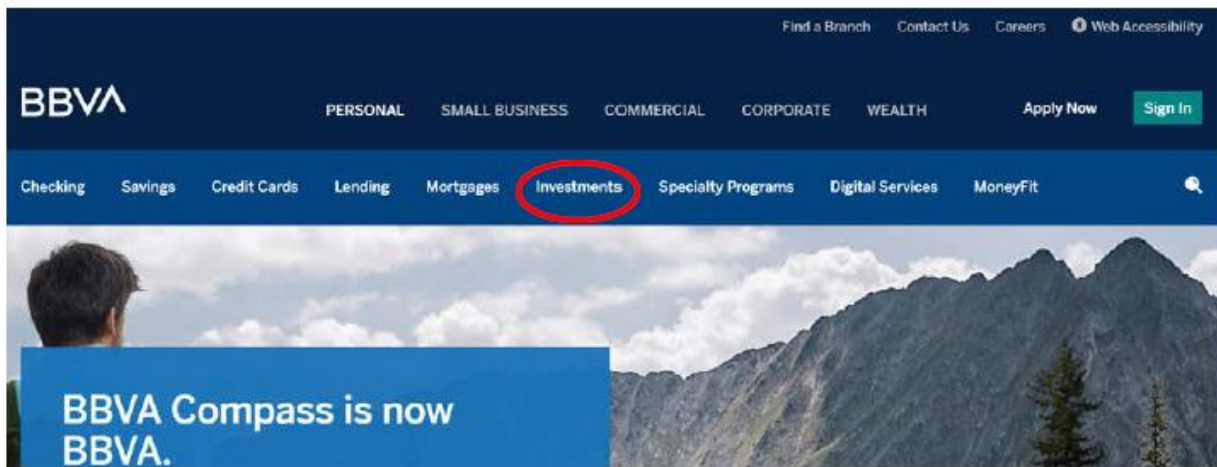 Find a Branch Contact Us Careers Web Accessibility
BBVA PERSONAL SMALL BUSINESS COMMERCIAL CORPORATE WEALTH Apply Now Sign In
Checking Savings Credit Cards Lending Mortgages Investments Specialty Programs Digital Services MoneyFit
BBVA Compass is now
BBVA.